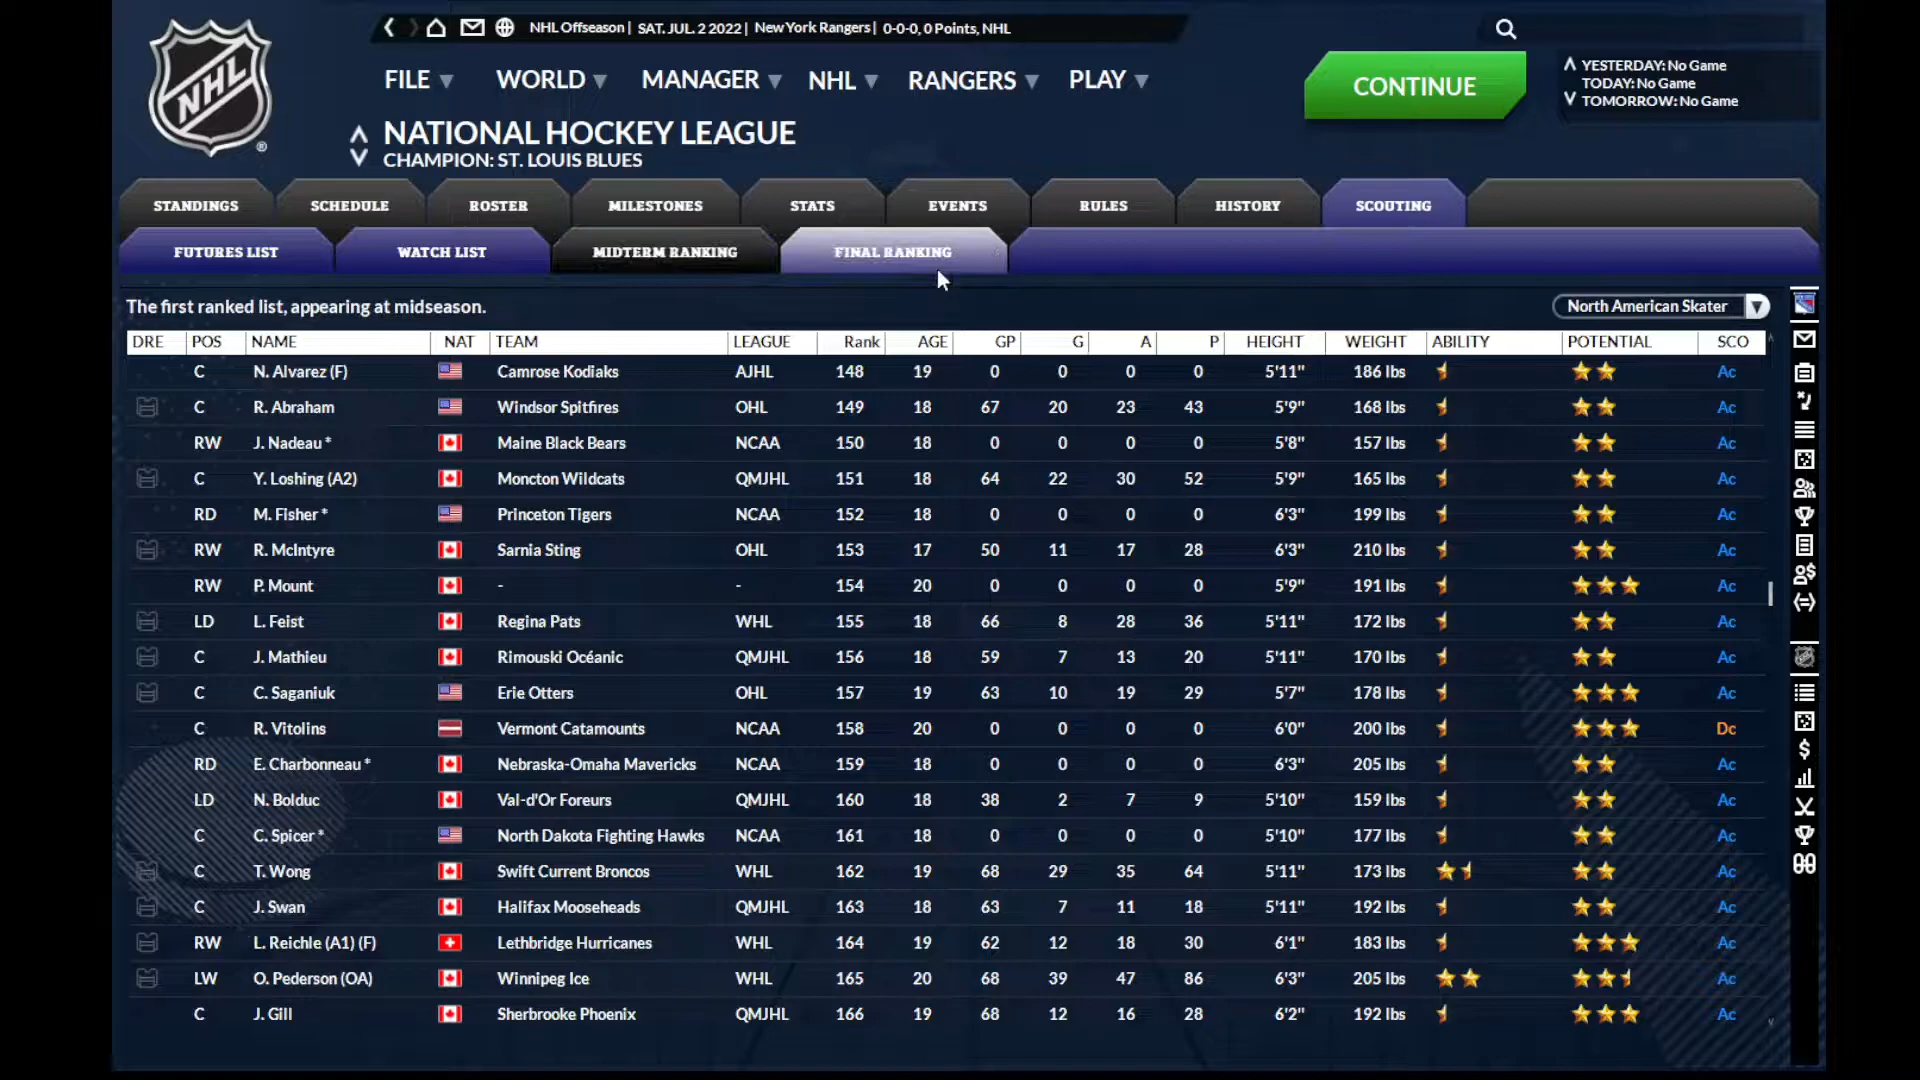 NHL Offseason | SAT. JUL. 2 2022 | New York Rangers | 0-0-0, 0 Points, NHL
NHL ®
FILE WORLD MANAGER NHL RANGERS PLAY
CONTINUE
YESTERDAY: No Game
TODAY: No Game
TOMORROW: No Game
NATIONAL HOCKEY LEAGUE
CHAMPION: ST. LOUIS BLUES
STANDINGS SCHEDULE ROSTER MILESTONES STATS EVENTS RULES HISTORY SCOUTING
FUTURES LIST WATCH LIST MIDTERM RANKING FINAL RANKING
The first ranked list, appearing at midseason.
North American Skater
DRE POS NAME NAT TEAM LEAGUE Rank AGE GP G A P HEIGHT WEIGHT ABILITY POTENTIAL SCO
C N. Alvarez (F) Camrose Kodiaks AJHL 148 19 0 0 0 0 5'11" 186 lbs Ac
C R. Abraham Windsor Spitfires OHL 149 18 67 20 23 43 5'9" 168 lbs Ac
RW J. Nadeau * Maine Black Bears NCAA 150 18 0 0 0 0 5'8" 157 lbs Ac
C Y. Loshing (A2) Moncton Wildcats QMJHL 151 18 64 22 30 52 5'9" 165 lbs Ac
RD M. Fisher * Princeton Tigers NCAA 152 18 0 0 0 0 6'3" 199 lbs Ac
RW R. McIntyre Sarnia Sting OHL 153 17 50 11 17 28 6'3" 210 lbs Ac
RW P. Mount - - 154 20 0 0 0 0 5'9" 191 lbs Ac
LD L. Feist Regina Pats WHL 155 18 66 8 28 36 5'11" 172 lbs Ac
C J. Mathieu Rimouski Océanic QMJHL 156 18 59 7 13 20 5'11" 170 lbs Ac
C C. Saganiuk Erie Otters OHL 157 19 63 10 19 29 5'7" 178 lbs Ac
C R. Vitolins Vermont Catamounts NCAA 158 20 0 0 0 0 6'0" 200 lbs Dc
RD E. Charbonneau * Nebraska-Omaha Mavericks NCAA 159 18 0 0 0 0 6'3" 205 lbs Ac
LD N. Bolduc Val-d'Or Foreurs QMJHL 160 18 38 2 7 9 5'10" 159 lbs Ac
C C. Spicer * North Dakota Fighting Hawks NCAA 161 18 0 0 0 0 5'10" 177 lbs Ac
C T. Wong Swift Current Broncos WHL 162 19 68 29 35 64 5'11" 173 lbs Ac
C J. Swan Halifax Mooseheads QMJHL 163 18 63 7 11 18 5'11" 192 lbs Ac
RW L. Reichle (A1) (F) Lethbridge Hurricanes WHL 164 19 62 12 18 30 6'1" 183 lbs Ac
LW O. Pederson (OA) Winnipeg Ice WHL 165 20 68 39 47 86 6'3" 205 lbs Ac
C J. Gill Sherbrooke Phoenix QMJHL 166 19 68 12 16 28 6'2" 192 lbs Ac